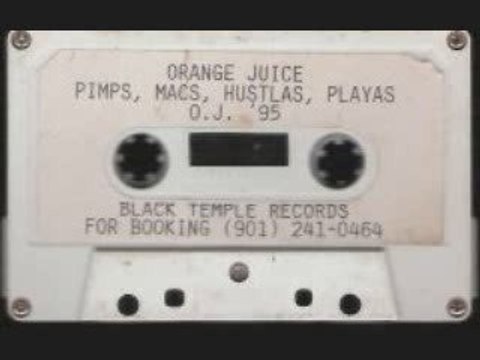 ORANGE JUICE
PIMPS, MACS, HUSTLAS, PLAYAS
O.J. '95
BLACK TEMPLE RECORDS
FOR BOOKING (901) 241-0464